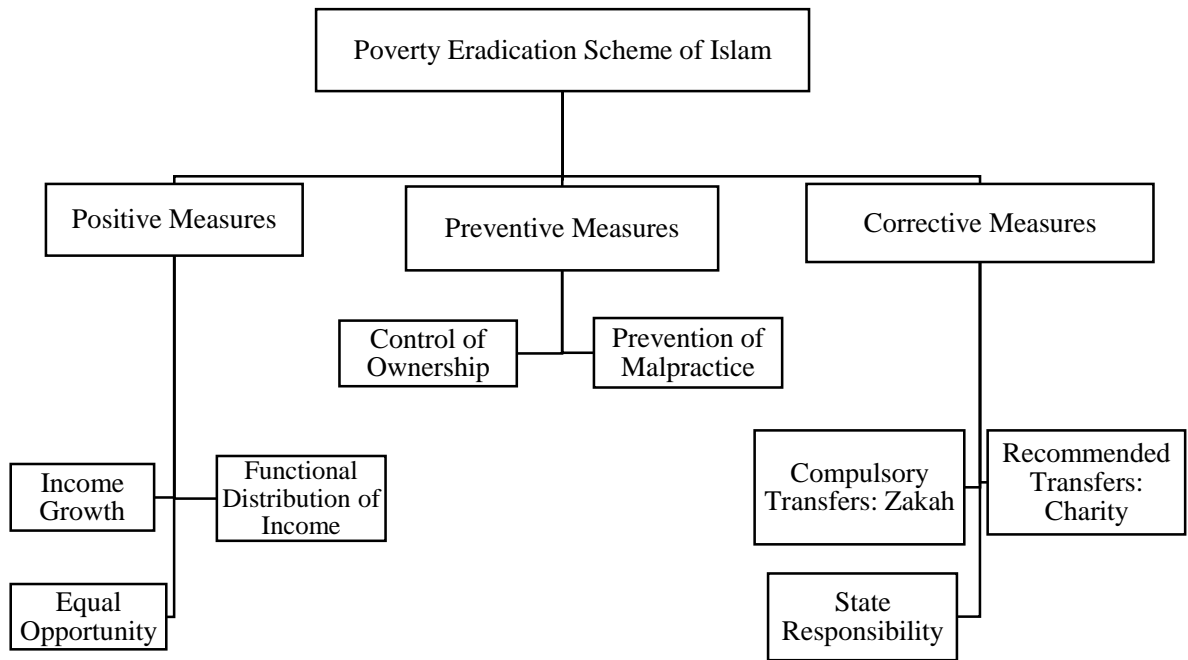 Poverty Eradication Scheme of Islam
Positive Measures
Preventive Measures
Corrective Measures
Control of
Ownership
Prevention of
Malpractice
Income
Growth
Functional
Distribution of
Income
Compulsory
Transfers: Zakah
Recommended
Transfers:
Charity
Equal
Opportunity
State
Responsibility